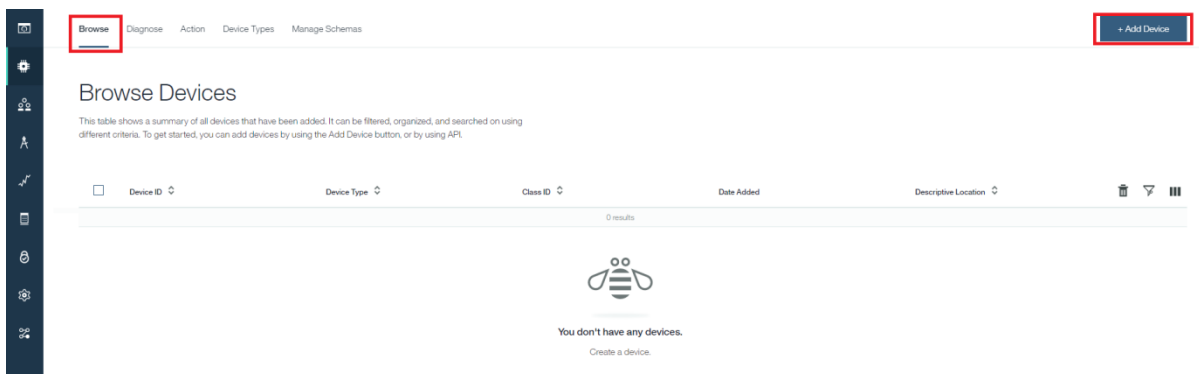 Browse Diagnose Action Device Types Manage Schemas + Add Device
Browse Devices
This table shows a summary of all devices that have been added. It can be filtered, organized, and searched on using
different criteria. To get started, you can add devices by using the Add Device button, or by using API.
Device ID Device Type Class ID Date Added Descriptive Location
0 results
You don't have any devices.
Create a device.